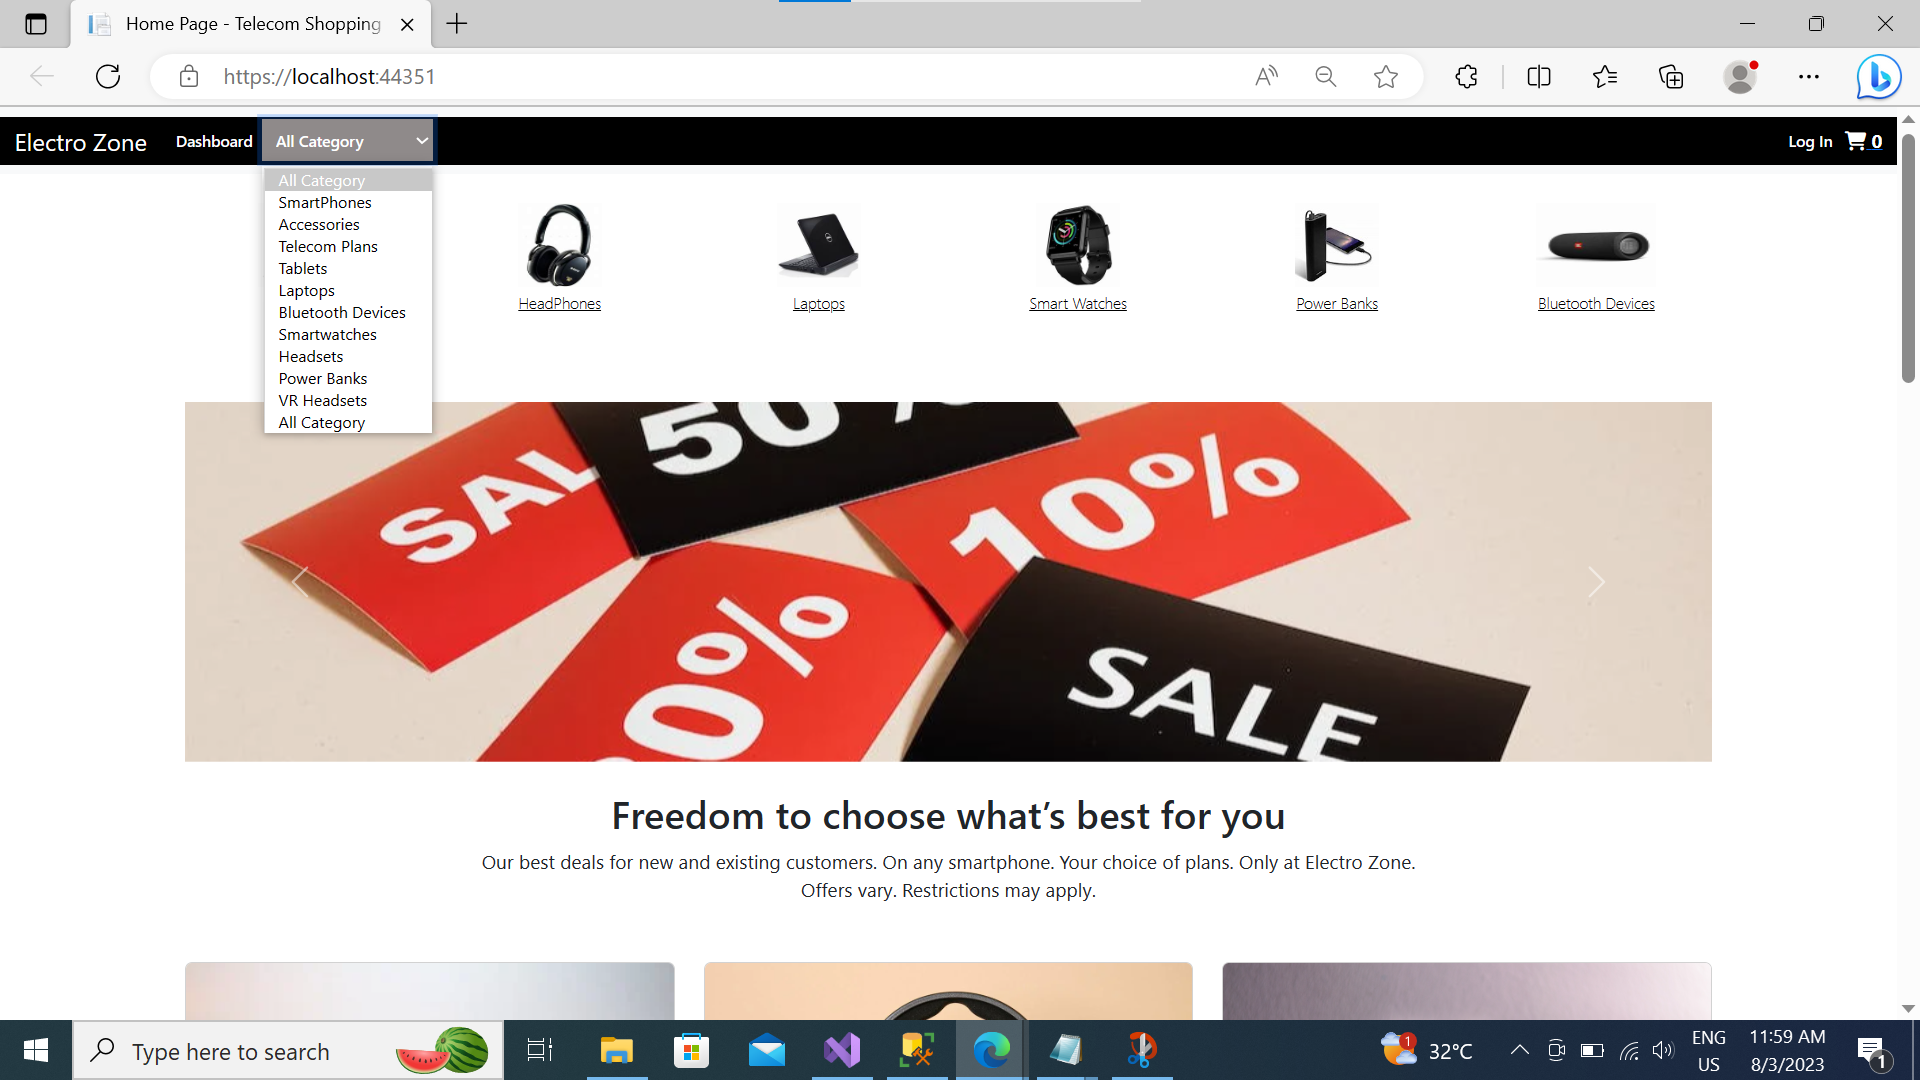 Home Page - Telecom Shopping
https://localhost:44351
Electro Zone Dashboard All Category Log In 0
All Category
SmartPhones
Accessories
Telecom Plans
Tablets
Laptops
Bluetooth Devices
Smartwatches
Headsets
Power Banks
VR Headsets
All Category
HeadPhones Laptops Smart Watches Power Banks Bluetooth Devices
50%
SAL
10%
0%
SALE
Freedom to choose what’s best for you
Our best deals for new and existing customers. On any smartphone. Your choice of plans. Only at Electro Zone.
Offers vary. Restrictions may apply.
Type here to search
1
32°C
ENG
US
11:59 AM
8/3/2023
1